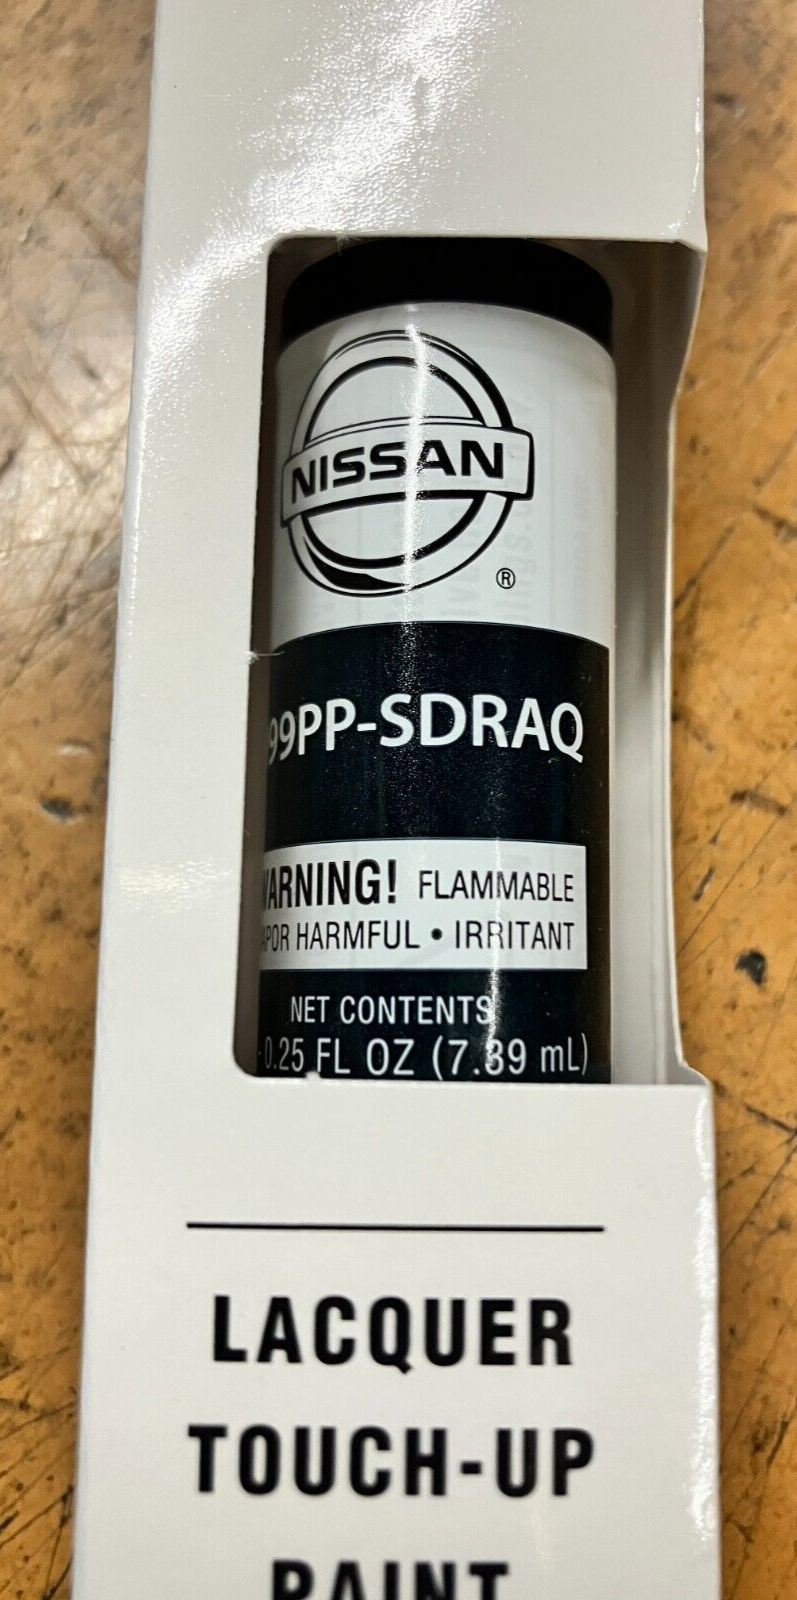 NISSAN
®
99PP-SDRAQ
WARNING! FLAMMABLE
VAPOR HARMFUL • IRRITANT
NET CONTENTS
0.25 FL OZ (7.39 mL)
LACQUER
TOUCH-UP
PAINT